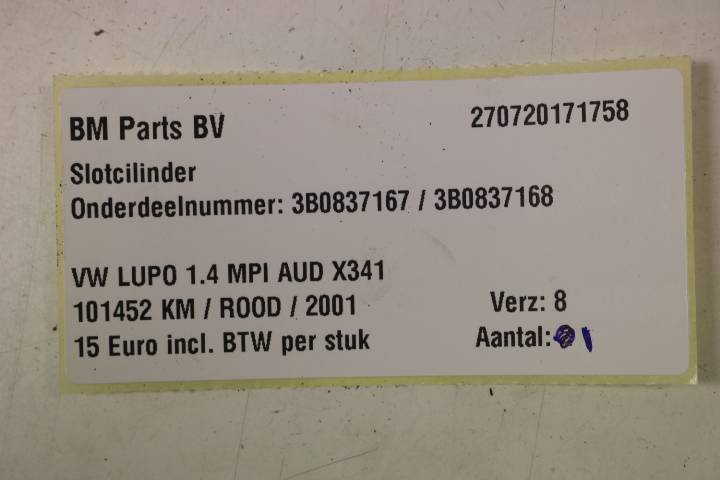 BM Parts BV 270720171758
Slotcilinder
Onderdeelnummer: 3B0837167 / 3B0837168
VW LUPO 1.4 MPI AUD X341
101452 KM / ROOD / 2001 Verz: 8
15 Euro incl. BTW per stuk Aantal: 1